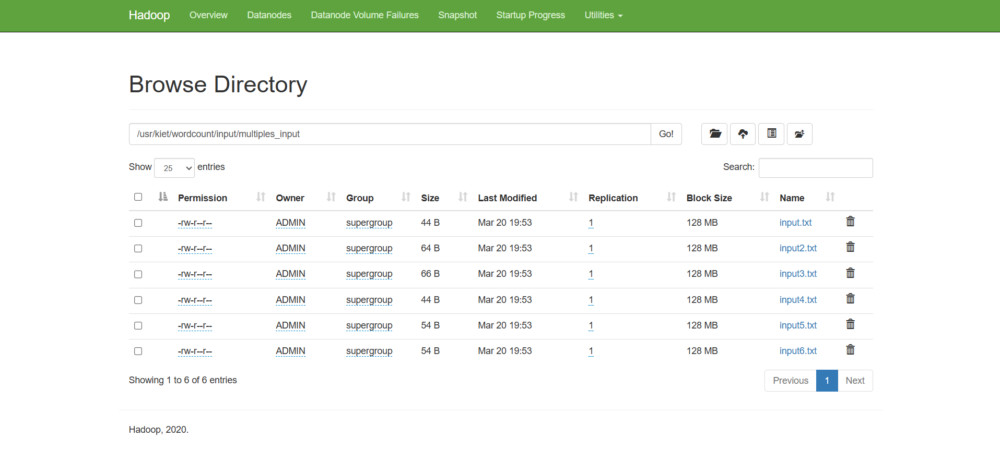 Hadoop Overview Datanodes Datanode Volume Failures Snapshot Startup Progress Utilities
Browse Directory
/usr/kiet/wordcount/input/multiples_input Go!
Show 25 entries Search:
Permission Owner Group Size Last Modified Replication Block Size Name
-rw-r--r-- ADMIN supergroup 44 B Mar 20 19:53 1 128 MB input.txt
-rw-r--r-- ADMIN supergroup 64 B Mar 20 19:53 1 128 MB input2.txt
-rw-r--r-- ADMIN supergroup 66 B Mar 20 19:53 1 128 MB input3.txt
-rw-r--r-- ADMIN supergroup 44 B Mar 20 19:53 1 128 MB input4.txt
-rw-r--r-- ADMIN supergroup 54 B Mar 20 19:53 1 128 MB input5.txt
-rw-r--r-- ADMIN supergroup 54 B Mar 20 19:53 1 128 MB input6.txt
Showing 1 to 6 of 6 entries Previous 1 Next
Hadoop, 2020.